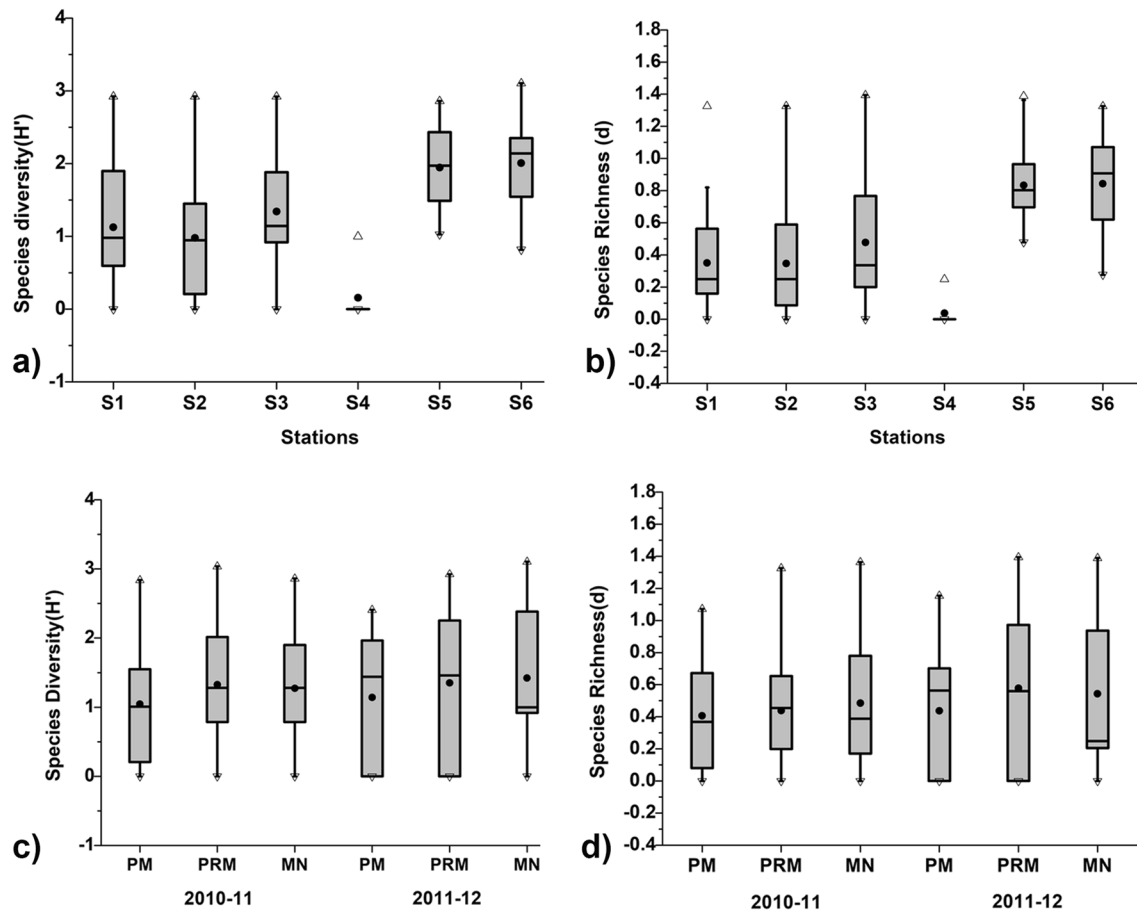 4
3
2
1
0
-1
Species diversity(H')
a)
S1 S2 S3 S4 S5 S6
Stations
1.8
1.6
1.4
1.2
1.0
0.8
0.6
0.4
0.2
0.0
-0.2
-0.4
Species Richness (d)
b)
S1 S2 S3 S4 S5 S6
Stations
4
3
2
1
0
-1
Species Diversity(H')
c)
PM PRM MN PM PRM MN
2010-11 2011-12
1.8
1.6
1.4
1.2
1.0
0.8
0.6
0.4
0.2
0.0
-0.2
-0.4
Species Richness(d)
d)
PM PRM MN PM PRM MN
2010-11 2011-12